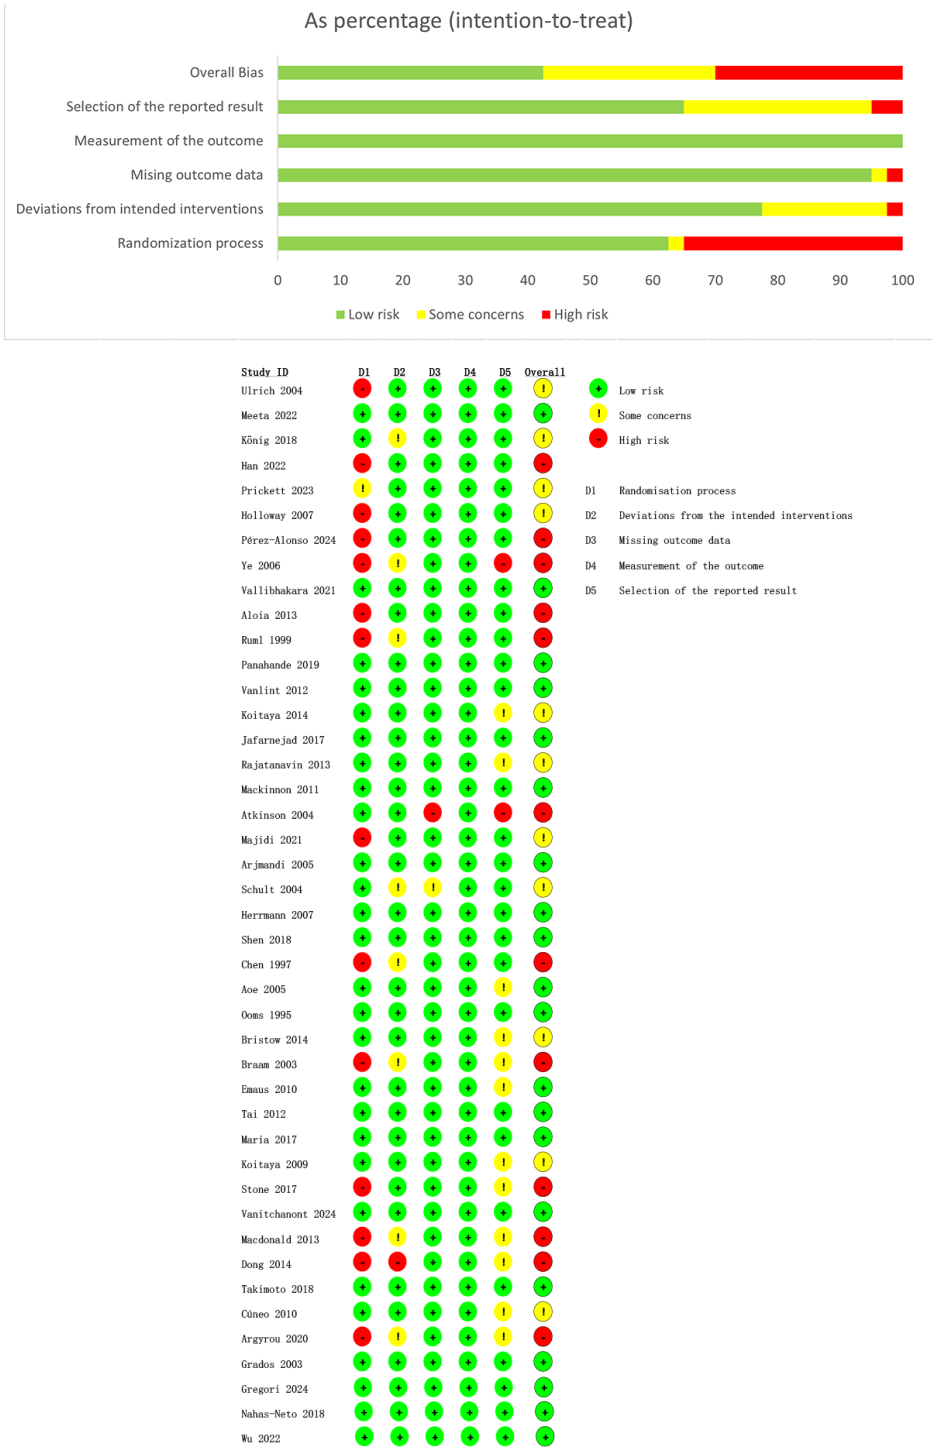 As percentage (intention-to-treat)
Overall Bias
Selection of the reported result
Measurement of the outcome
Mising outcome data
Deviations from intended interventions
Randomization process
0 10 20 30 40 50 60 70 80 90 100
Low risk Some concerns High risk
Study ID D1 D2 D3 D4 D5 Overall
Ulrich 2004 - + + + + !
Meeta 2022 + + + + + +
König 2018 + ! + + + !
Han 2022 - + + + + -
Prickett 2023 ! + + + + !
Holloway 2007 - + + + + !
Pérez-Alonso 2024 - + + + + -
Ye 2006 - ! + + - -
Vallibhakara 2021 + + + + + +
Aloia 2013 - + + + + -
Ruml 1999 - ! + + + -
Panahande 2019 + + + + + +
Vanlint 2012 + + + + + +
Koitaya 2014 + + + + ! !
Jafarnejad 2017 + + + + + +
Rajatanavin 2013 + + + + ! !
Mackinnon 2011 + + + + + +
Atkinson 2004 + + - + - -
Majidi 2021 - + + + + !
Arjmandi 2005 + + + + + +
Schult 2004 + ! ! + + !
Herrmann 2007 + + + + + +
Shen 2018 + + + + + +
Chen 1997 - ! + + + -
Aoe 2005 + + + + ! +
Ooms 1995 + + + + + +
Bristow 2014 + + + + ! !
Braam 2003 - ! + + ! -
Emaus 2010 + + + + ! +
Tai 2012 + + + + + +
Maria 2017 + + + + + +
Koitaya 2009 + + + + ! !
Stone 2017 - + + + ! -
Vanitchanont 2024 + + + + + +
Macdonald 2013 - ! + + ! -
Dong 2014 - - + + ! -
Takimoto 2018 + + + + + +
Cúneo 2010 + + + + ! !
Argyrou 2020 - ! + + ! -
Grados 2003 + + + + + +
Gregori 2024 + + + + + +
Nahas-Neto 2018 + + + + + +
Wu 2022 + + + + + +
+ Low risk
! Some concerns
- High risk
D1 Randomisation process
D2 Deviations from the intended interventions
D3 Missing outcome data
D4 Measurement of the outcome
D5 Selection of the reported result